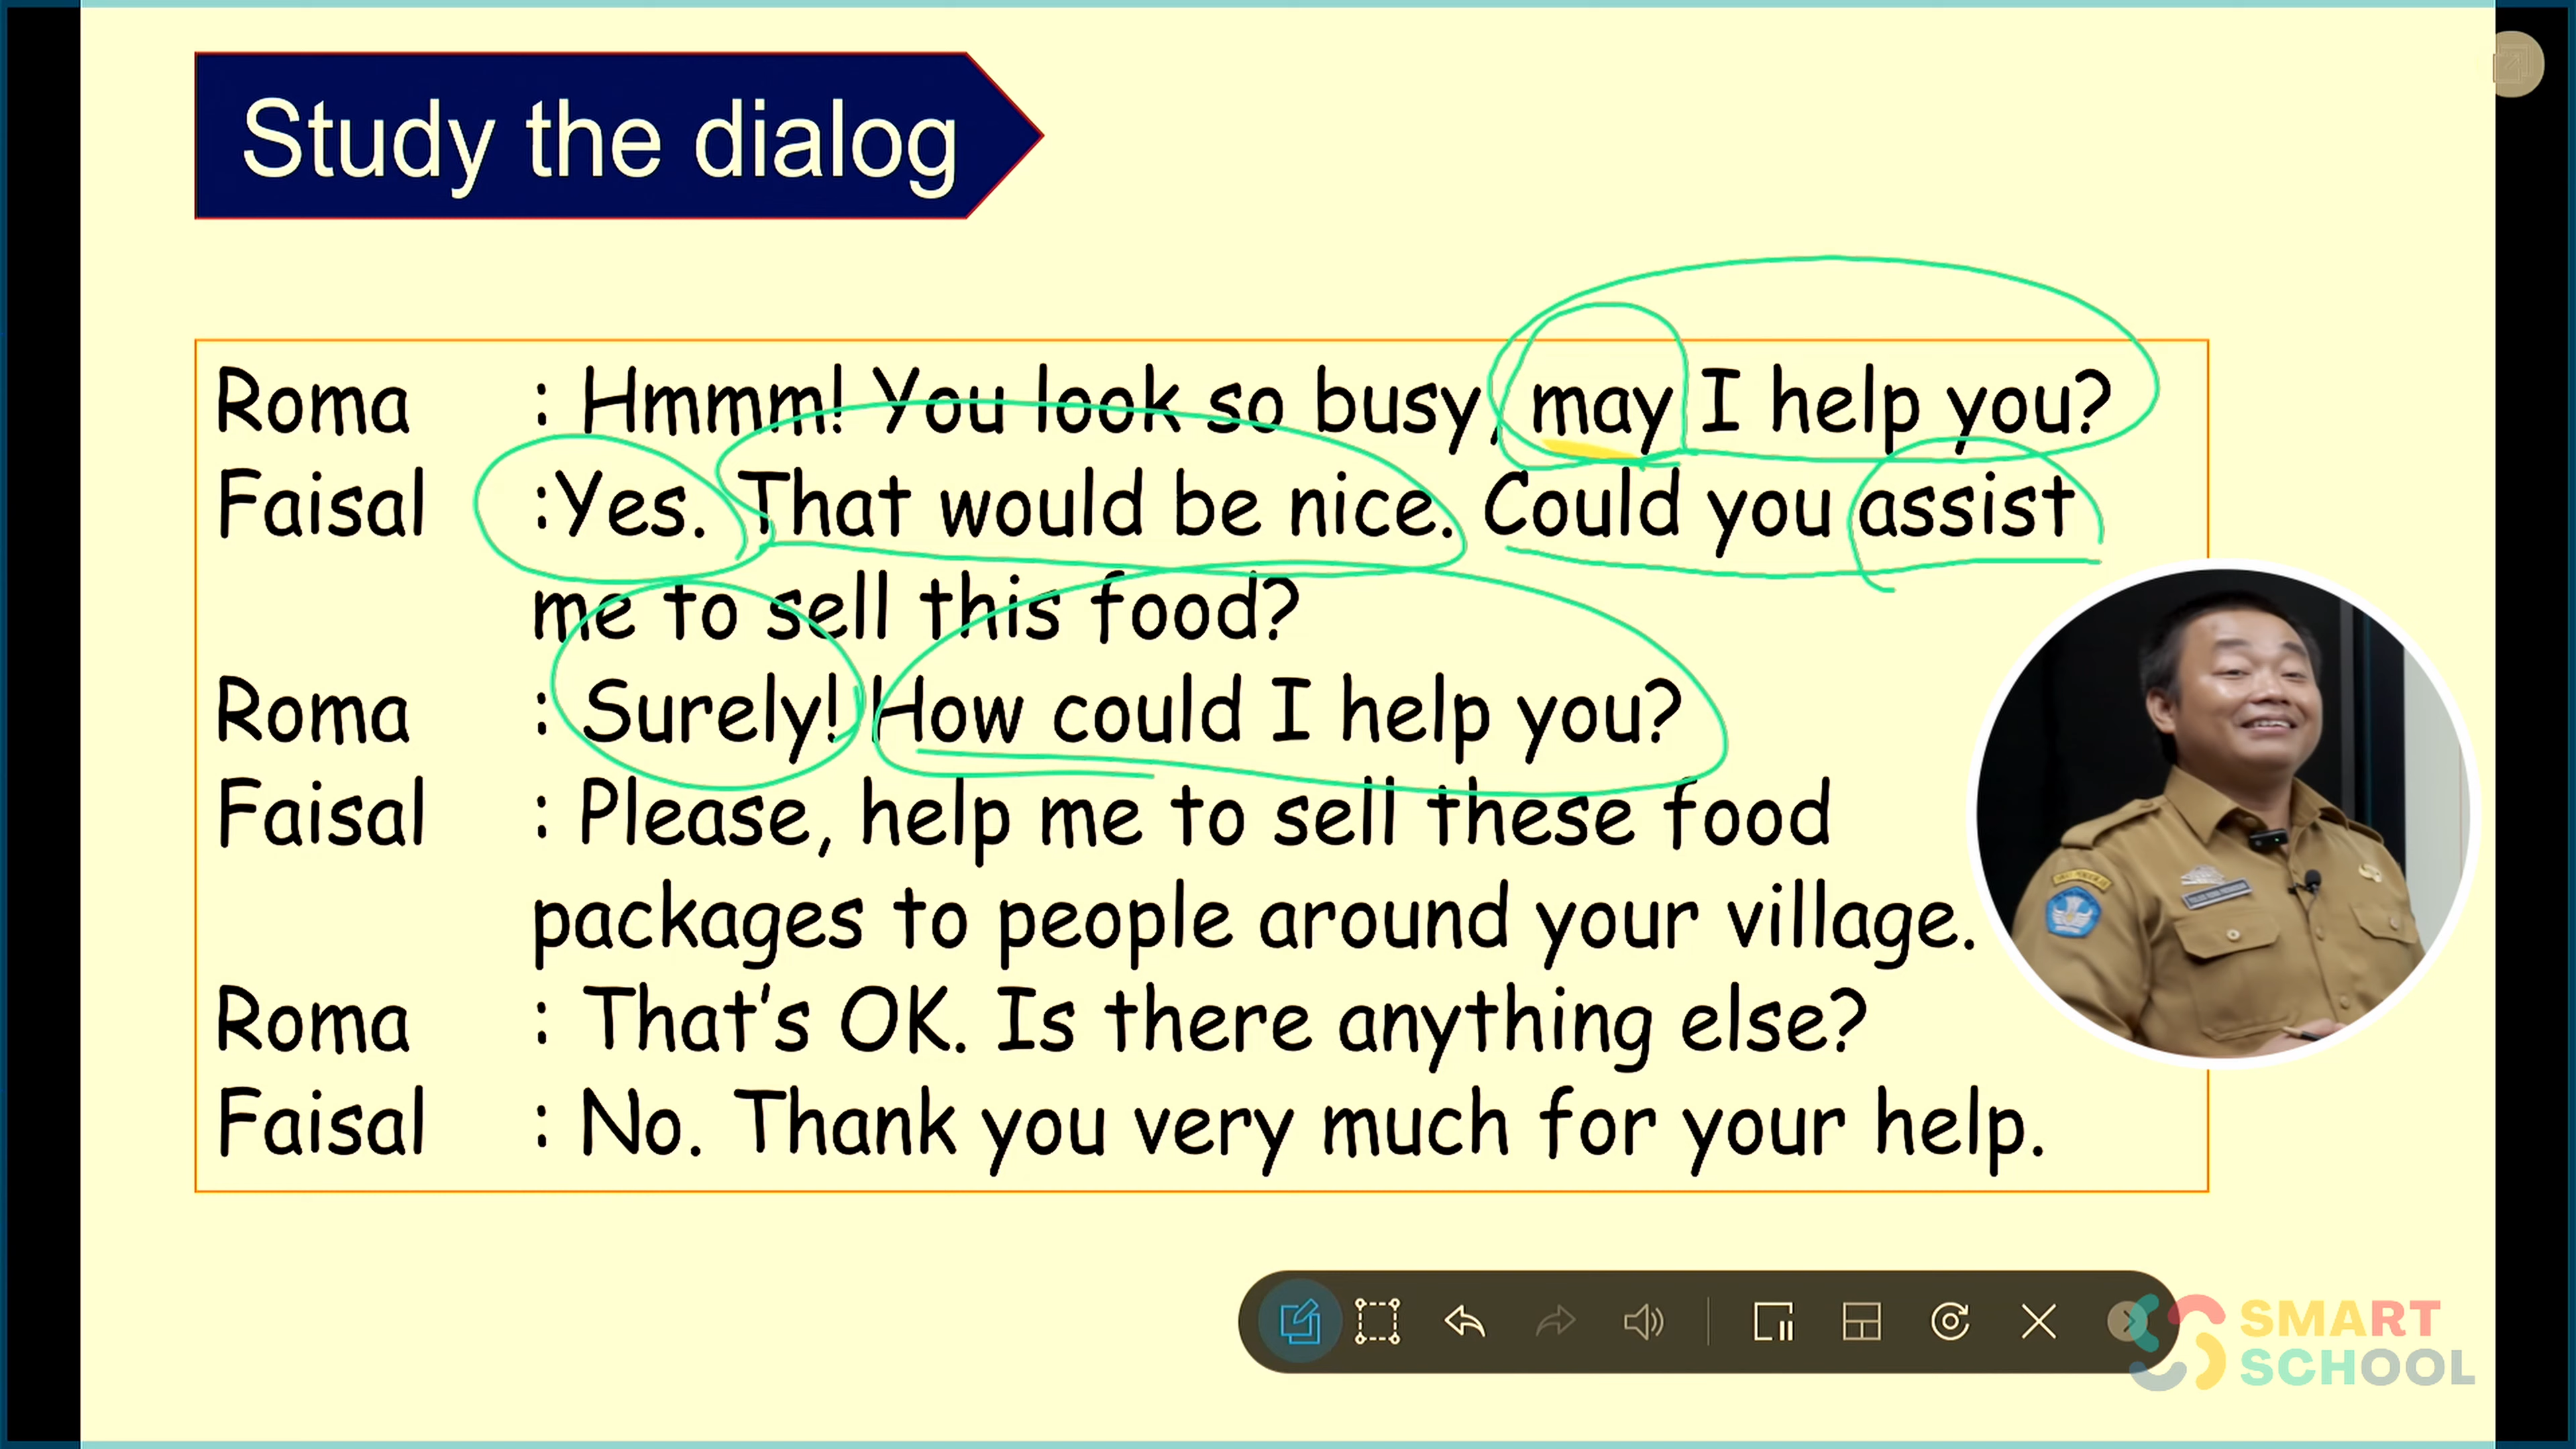 Study the dialog
Roma : Hmmm! You look so busy, may I help you?
Faisal :Yes. That would be nice. Could you assist
me to sell this food?
Roma : Surely! How could I help you?
Faisal : Please, help me to sell these food
packages to people around your village.
Roma : That's OK. Is there anything else?
Faisal : No. Thank you very much for your help.
SMART
SCHOOL